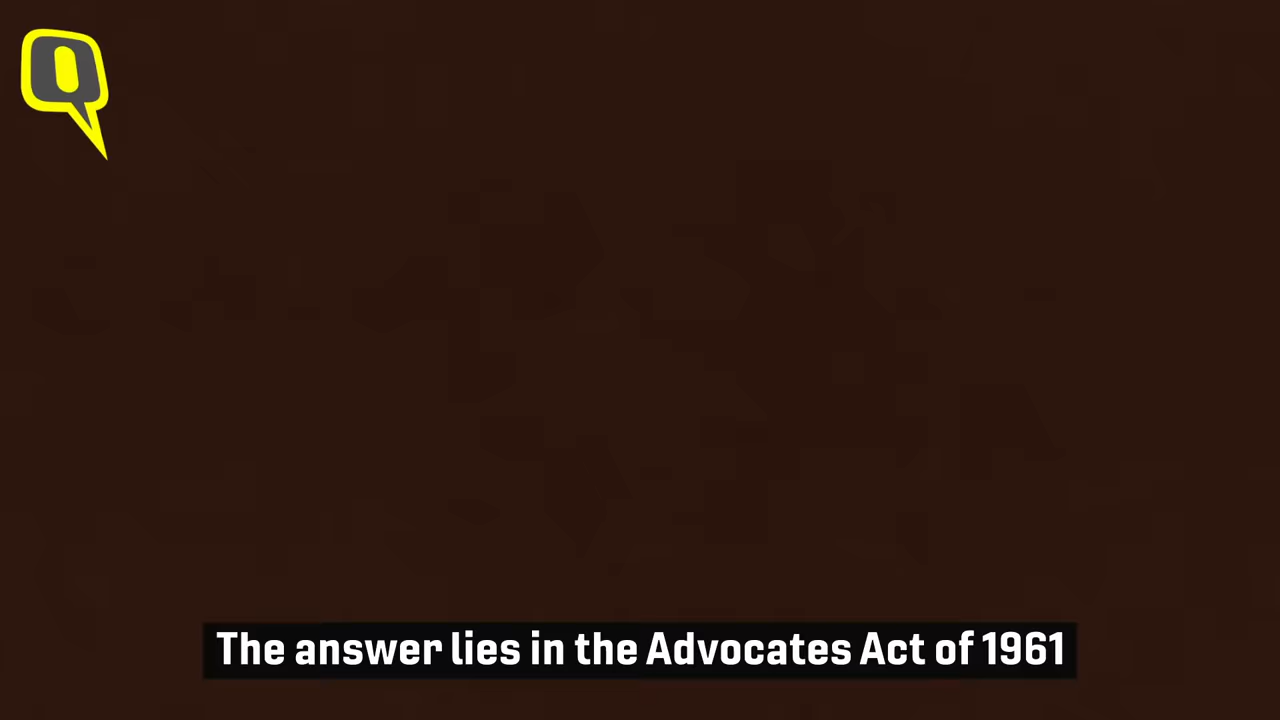 The answer lies in the Advocates Act of 1961